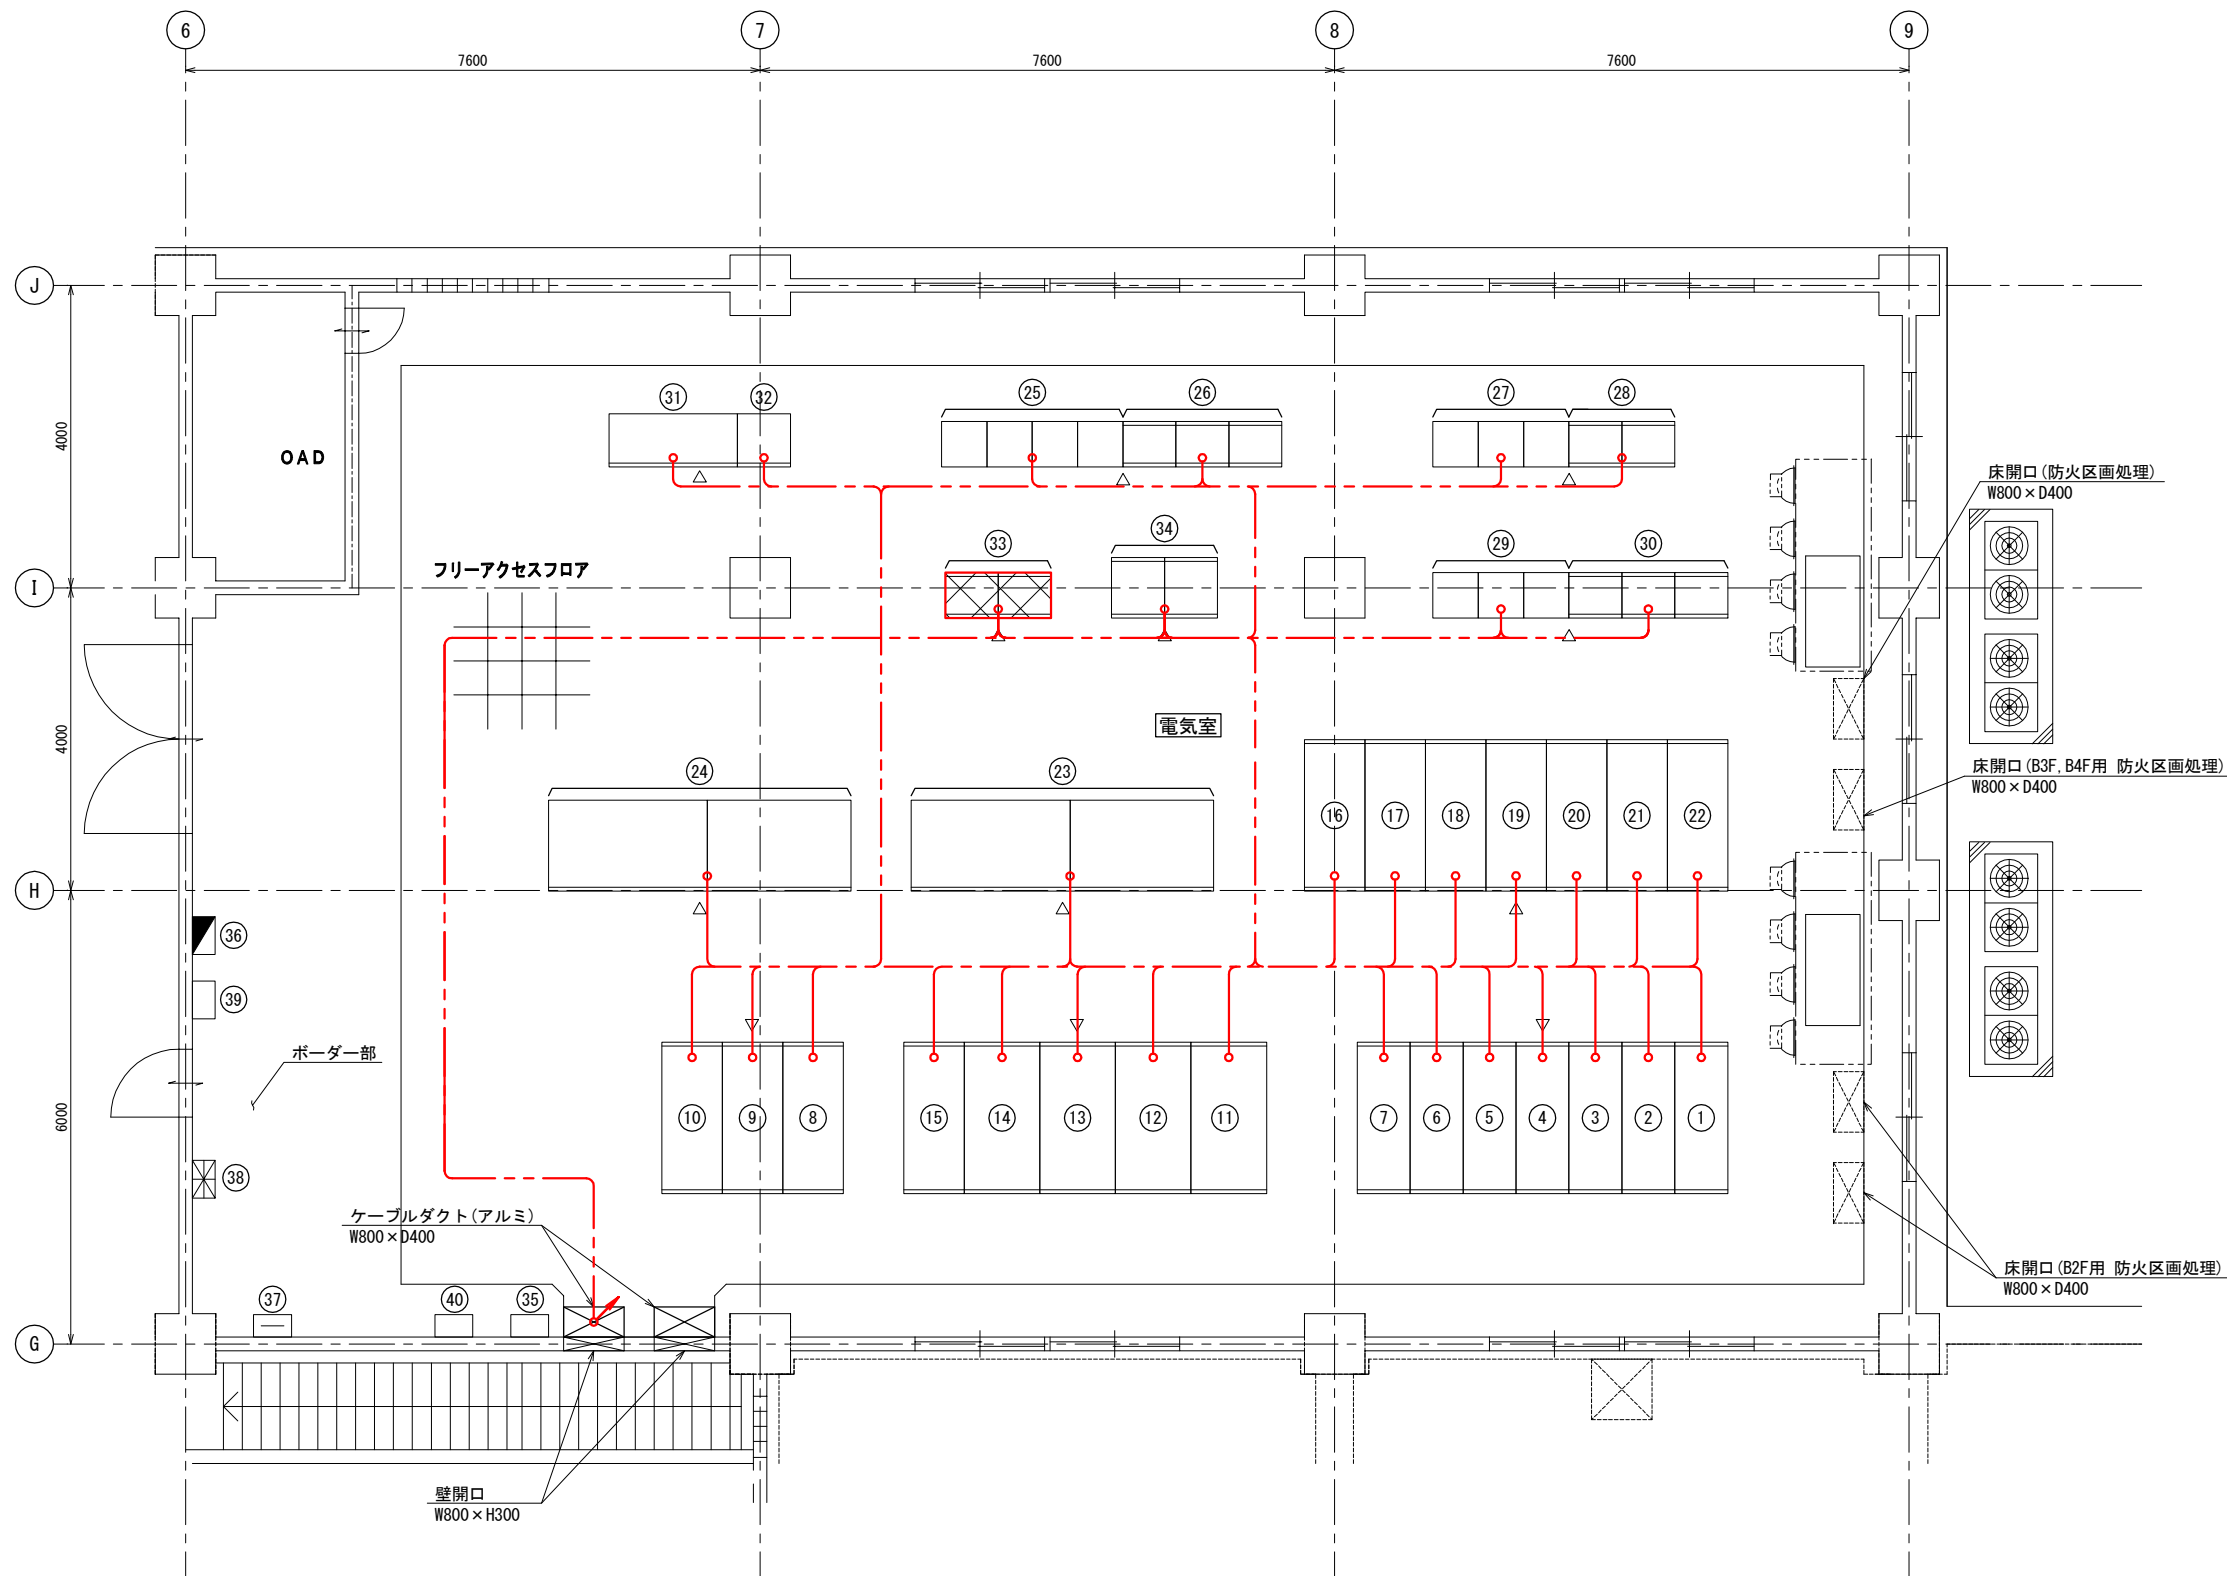 6 7 8 9
7600 7600 7600
J
31 32 25 26 27 28
4000
OAD
床開口(防火区画処理)
W800×D400
33 34 29 30
フリーアクセスフロア
I
電気室
4000
床開口(B3F,B4F用 防火区画処理)
W800×D400
24 23
16 17 18 19 20 21 22
H
36
39
ボーダー部
6000
10 9 8 15 14 13 12 11 7 6 5 4 3 2 1
38
ケーブルダクト(アルミ)
W800×D400
床開口(B2F用 防火区画処理)
W800×D400
37 40 35
G
壁開口
W800×H300